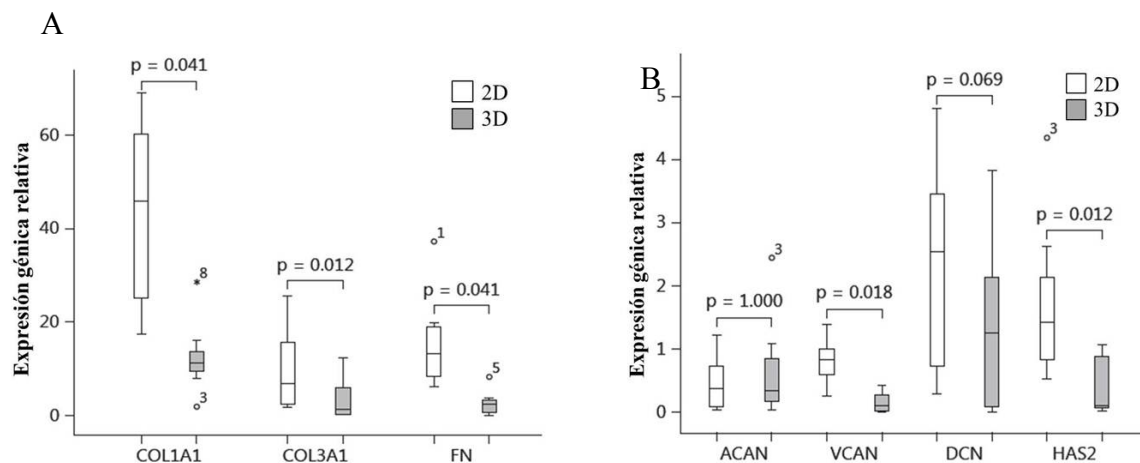 A
p = 0.041
2D
3D
60
40
20
0
Expresión génica relativa
*8
3
p = 0.012
1
p = 0.041
5
COL1A1
COL3A1
FN
B
p = 0.069
2D
3D
5
4
3
2
1
0
Expresión génica relativa
3
p = 0.012
3
p = 1.000
p = 0.018
ACAN
VCAN
DCN
HAS2